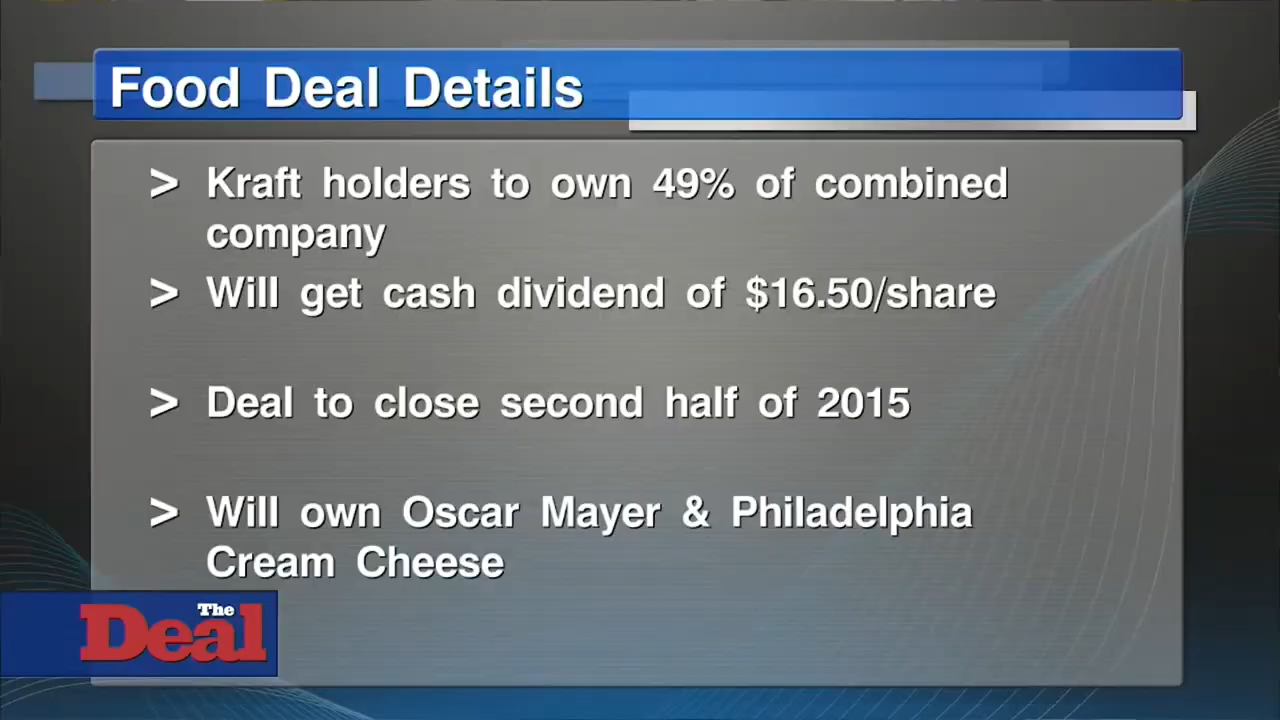 Food Deal Details
> Kraft holders to own 49% of combined
company
> Will get cash dividend of $16.50/share
> Deal to close second half of 2015
> Will own Oscar Mayer & Philadelphia
Cream Cheese
The
Deal